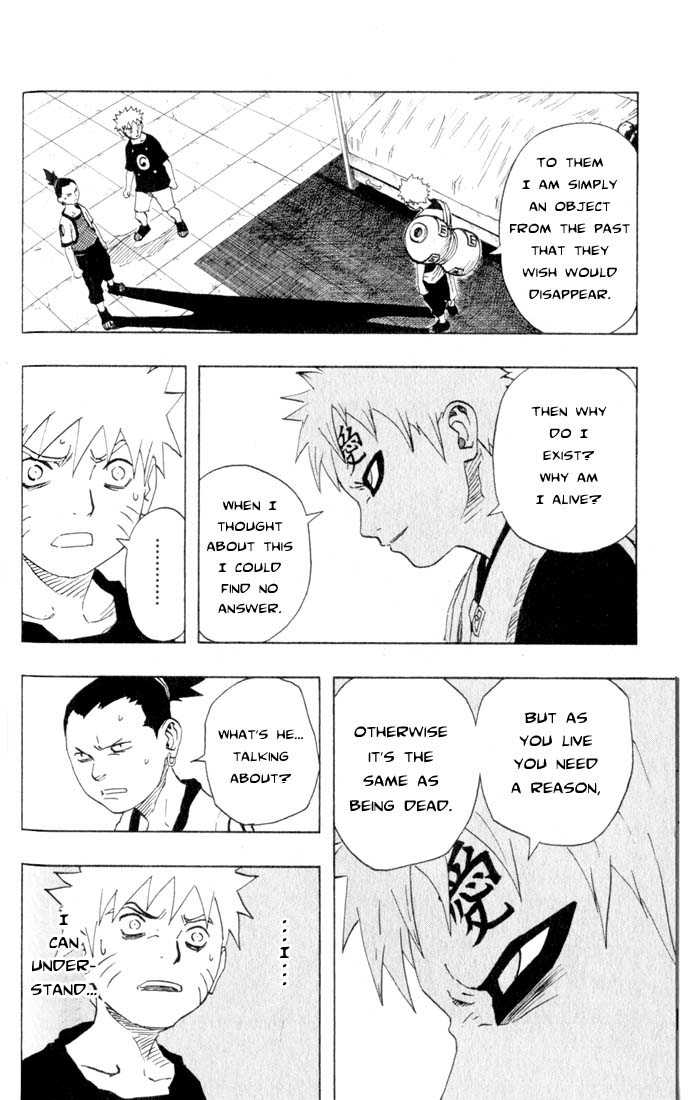 TO THEM
I AM SIMPLY
AN OBJECT
FROM THE PAST
THAT THEY
WISH WOULD
DISAPPEAR.
THEN WHY
DO I
EXIST?
WHY AM
I ALIVE?
愛
WHEN I
THOUGHT
ABOUT THIS
I COULD
FIND NO
ANSWER.
.........
BUT AS
YOU LIVE
YOU NEED
A REASON,
OTHERWISE
IT'S THE
SAME AS
BEING DEAD.
愛
WHAT'S HE...
TALKING
ABOUT?
...I...
I
CAN
UNDER-
STAND...